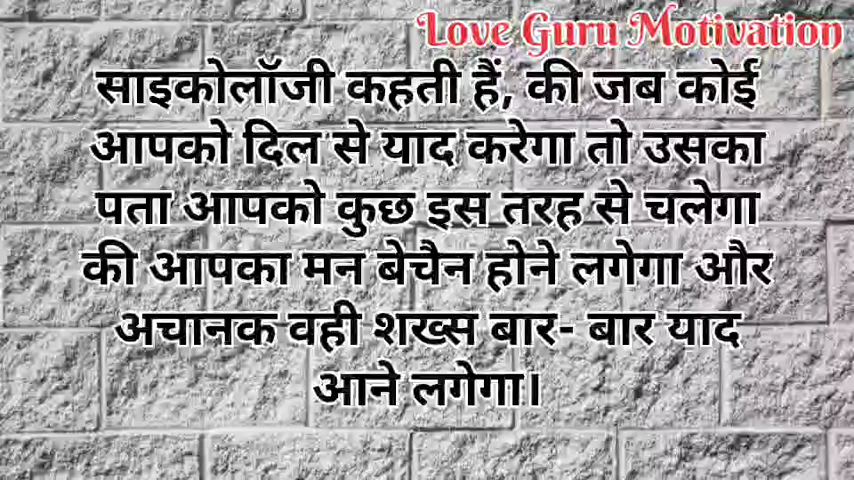 Love Guru Motivation
साइकोलॉजी कहती हैं, की जब कोई
आपको दिल से याद करेगा तो उसका
पता आपको कुछ इस तरह से चलेगा
की आपका मन बेचैन होने लगेगा और
अचानक वही शख्स बार- बार याद
आने लगेगा।